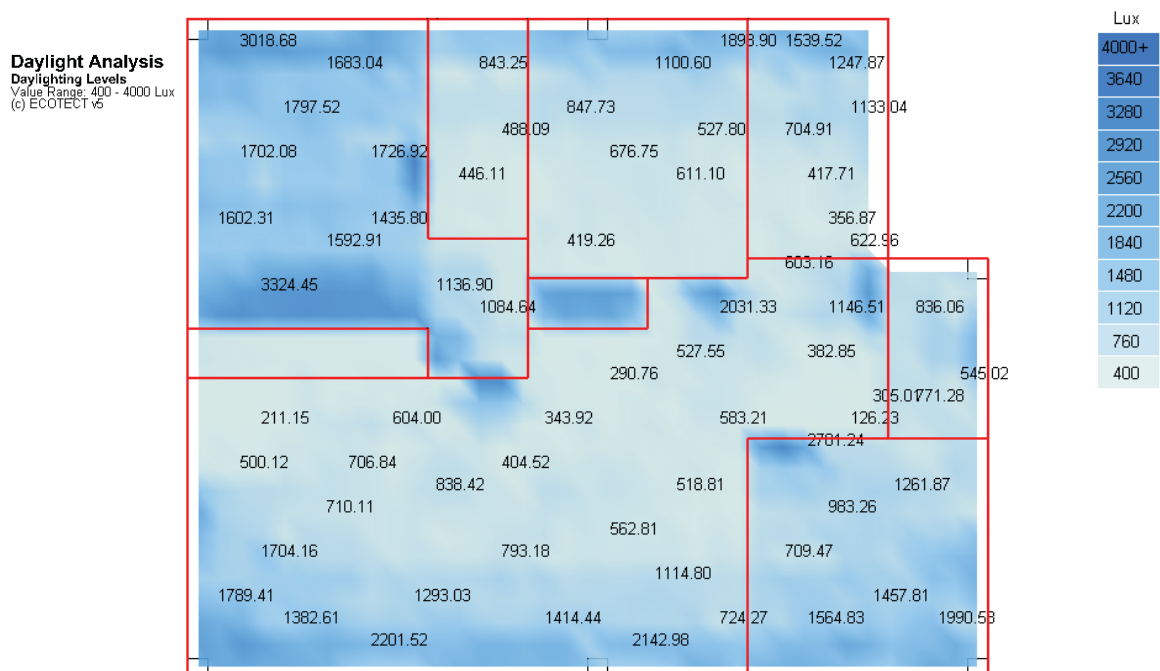 Daylight Analysis
Daylighting Levels
Value Range: 400 - 4000 Lux
(c) ECOTECT v5
3018.68 1893.90 1539.52
1683.04 843.25 1100.60 1247.87
1797.52 847.73 1133.04
488.09 527.80 704.91
1702.08 1726.92 676.75
446.11 611.10 417.71
1602.31 1435.80 356.87
1592.91 419.26 622.96
603.16
3324.45 1136.90
1084.64 2031.33 1146.51 836.06
527.55 382.85
290.76 545.02
305.01 771.28
211.15 604.00 343.92 583.21 126.23
2781.24
500.12 706.84 404.52
838.42 518.81 1261.87
710.11 983.26
562.81
1704.16 793.18 709.47
1114.80
1789.41 1293.03 1457.81
1382.61 1414.44 724.27 1564.83 1990.58
2201.52 2142.98
Lux
4000+
3640
3280
2920
2560
2200
1840
1480
1120
760
400